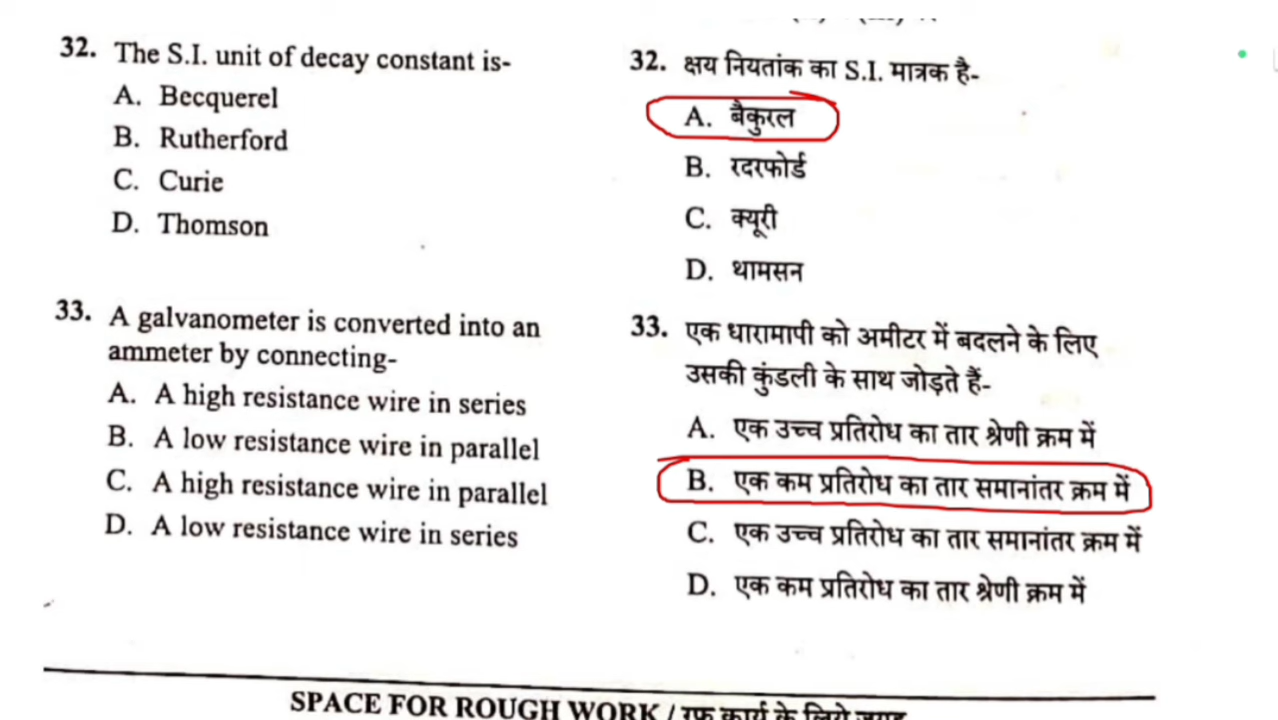 32. The S.I. unit of decay constant is-
A. Becquerel
B. Rutherford
C. Curie
D. Thomson
33. A galvanometer is converted into an
ammeter by connecting-
A. A high resistance wire in series
B. A low resistance wire in parallel
C. A high resistance wire in parallel
D. A low resistance wire in series
32. क्षय नियतांक का S.I. मात्रक है-
A. बैकुरल
B. रदरफोर्ड
C. क्यूरी
D. थामसन
33. एक धारामापी को अमीटर में बदलने के लिए
उसकी कुंडली के साथ जोड़ते हैं-
A. एक उच्च प्रतिरोध का तार श्रेणी क्रम में
B. एक कम प्रतिरोध का तार समानांतर क्रम में
C. एक उच्च प्रतिरोध का तार समानांतर क्रम में
D. एक कम प्रतिरोध का तार श्रेणी क्रम में
SPACE FOR ROUGH WORK / रफ कार्य के लिये जगह